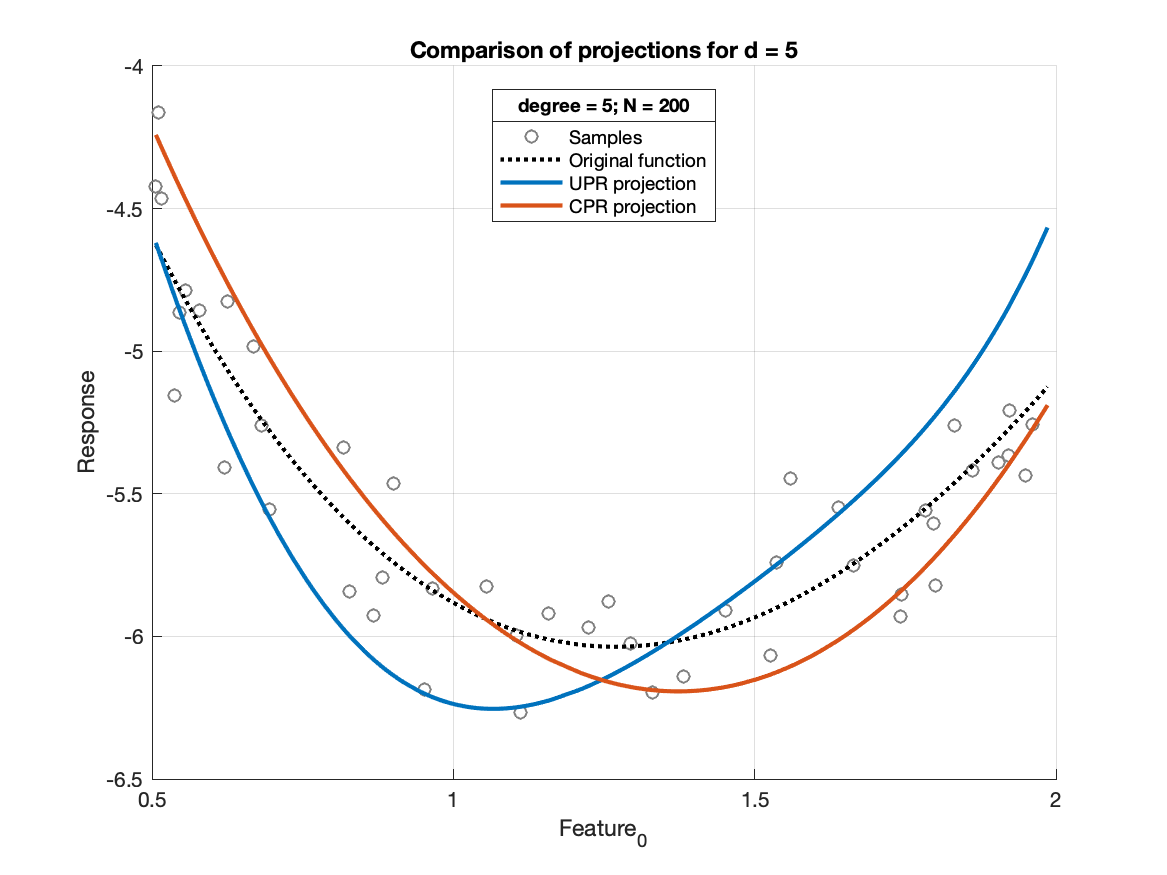 Comparison of projections for d = 5
degree = 5; N = 200
Samples
Original function
UPR projection
CPR projection
-4
-4.5
-5
-5.5
-6
-6.5
Response
0.5
1
1.5
2
Feature0